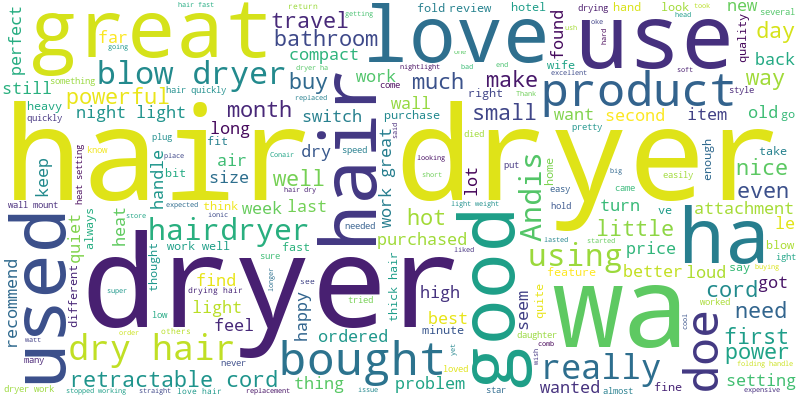 great
love
use
travel
bathroom
compact
blow dryer
buy
work
much
make
found
product
new
day
back
way
several
hair fast
return
getting
going
perfect
far
still
something
hair quickly
powerful
heavy
quickly
night light
month
switch
wall
small
want
second
item
old
go
quality
style
wife
hand
look
head
took
drying
fold
review
hotel
oke
hard
ush
nightlight
come
dryer ha
replaced
used
bad
end
excellent
soft
Thank
right
purchase
said
died
pretty
hair dryer
hair
dryer
know
plug
place
long
fit
air
bit
size
Conair
dry
speed
well
work great
looking
short
put
lot
big
easy
hold
home
came
easily
enough
take
nice
even
keep
heat setting
wall mount
expected
ionic
store
handle
think
week
last
hair dry
hot
purchased
light weight
Andis
lasted
started
using
little
turn
ve
attachment
le
blow
ight
ha
wa
good
doe
quiet
always
heat
hairdryer
work well
fast
needed
thought
find
sure
longer
different
drying hair
light
feel
super
low
happy
see
tried
thick hair
high
minute
best
liked
seem
quite
feature
price
better
loud
say
buying
cord
got
worked
need
first
power
cool
recommend
watt
many
dry hair
order
others
never
ordered
bought
yet
loved
daughter
wish
comb
really
folding handle
setting
dryer work
stopped working
retractable cord
straight
love hair
replacement
thing
issue
problem
star
wanted
almost
fine
expensive